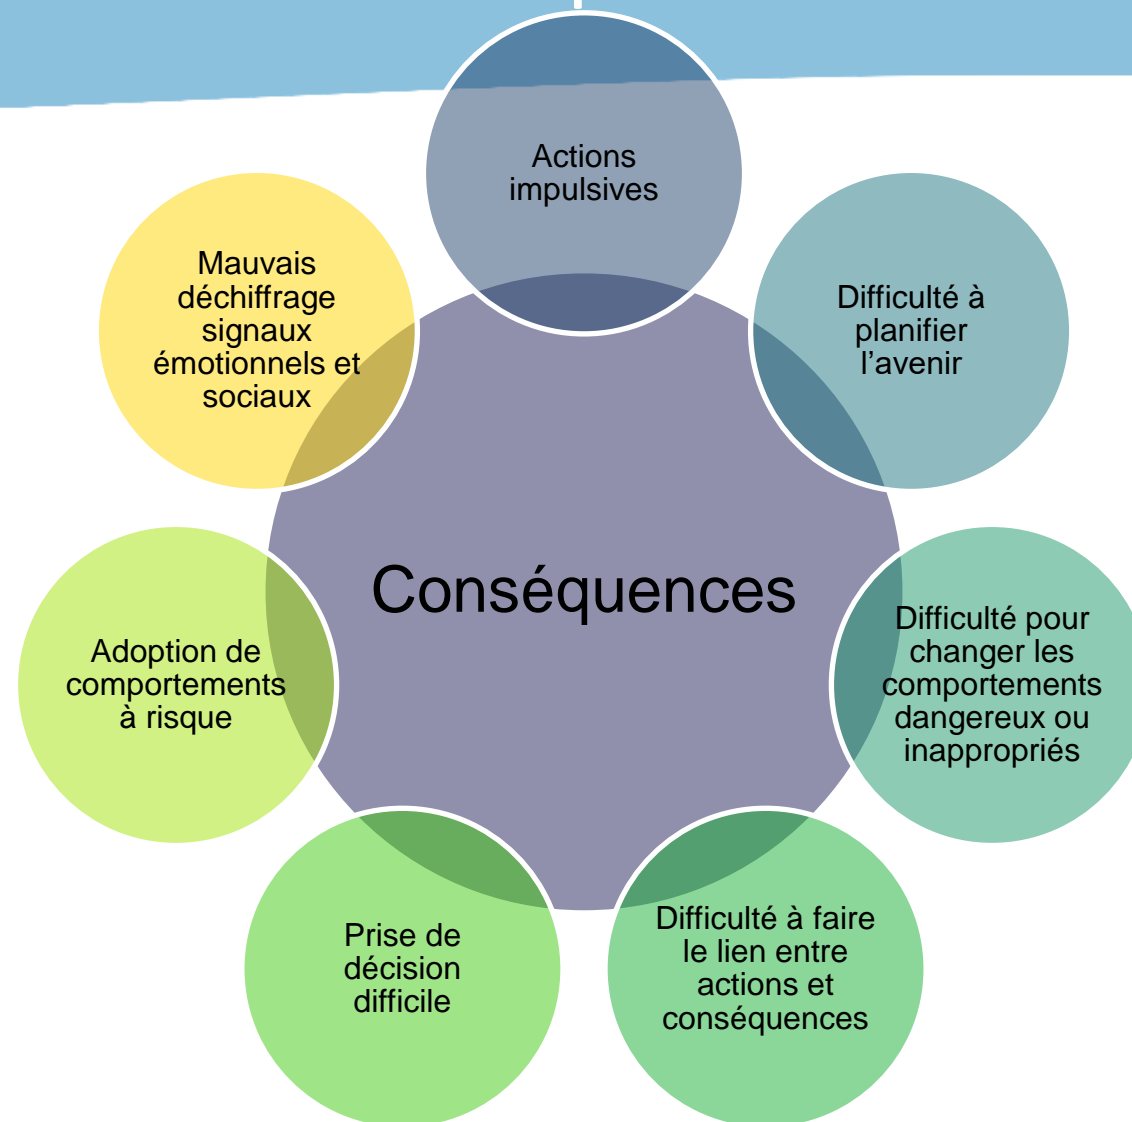 Actions
impulsives
Difficulté à
planifier
l’avenir
Difficulté pour
changer les
comportements
dangereux ou
inappropriés
Difficulté à faire
le lien entre
actions et
conséquences
Prise de
décision
difficile
Adoption de
comportements
à risque
Mauvais
déchiffrage
signaux
émotionnels et
sociaux
Conséquences